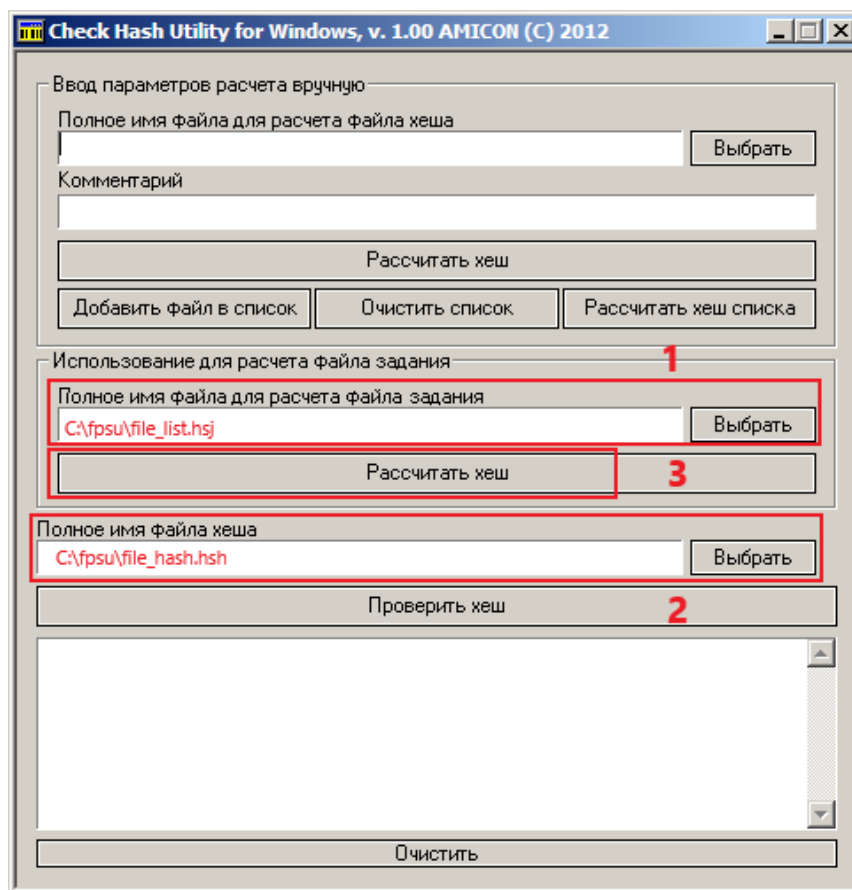 Check Hash Utility for Windows, v. 1.00 AMICON (C) 2012
Ввод параметров расчета вручную
Полное имя файла для расчета файла хеша
Выбрать
Комментарий
Рассчитать хеш
Добавить файл в список Очистить список Рассчитать хеш списка
Использование для расчета файла задания 1
Полное имя файла для расчета файла задания
C:\fpsu\file_list.hsj Выбрать
Рассчитать хеш 3
Полное имя файла хеша
C:\fpsu\file_hash.hsh Выбрать
Проверить хеш 2
Очистить